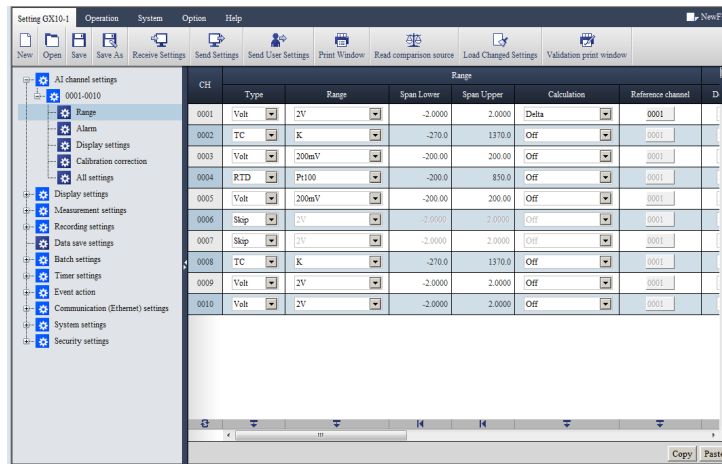 Setting GX10-1 Operation System Option Help NewF
New Open Save Save As Receive Settings Send Settings Send User Settings Print Window Read comparison source Load Changed Settings Validation print window
AI channel settings
0001-0010
Range
Alarm
Display settings
Calibration correction
All settings
Display settings
Measurement settings
Recording settings
Data save settings
Batch settings
Timer settings
Event action
Communication (Ethernet) settings
System settings
Security settings
CH Range
Type Range Span Lower Span Upper Calculation Reference channel D
0001 Volt 2V -2.0000 2.0000 Delta 0001
0002 TC K -270.0 1370.0 Off 0001
0003 Volt 200mV -200.00 200.00 Off 0001
0004 RTD Pt100 -200.0 850.0 Off 0001
0005 Volt 200mV -200.00 200.00 Off 0001
0006 Skip 2V -2.0000 2.0000 Off 0001
0007 Skip 2V -2.0000 2.0000 Off 0001
0008 TC K -270.0 1370.0 Off 0001
0009 Volt 2V -2.0000 2.0000 Off 0001
0010 Volt 2V -2.0000 2.0000 Off 0001
Copy Paste